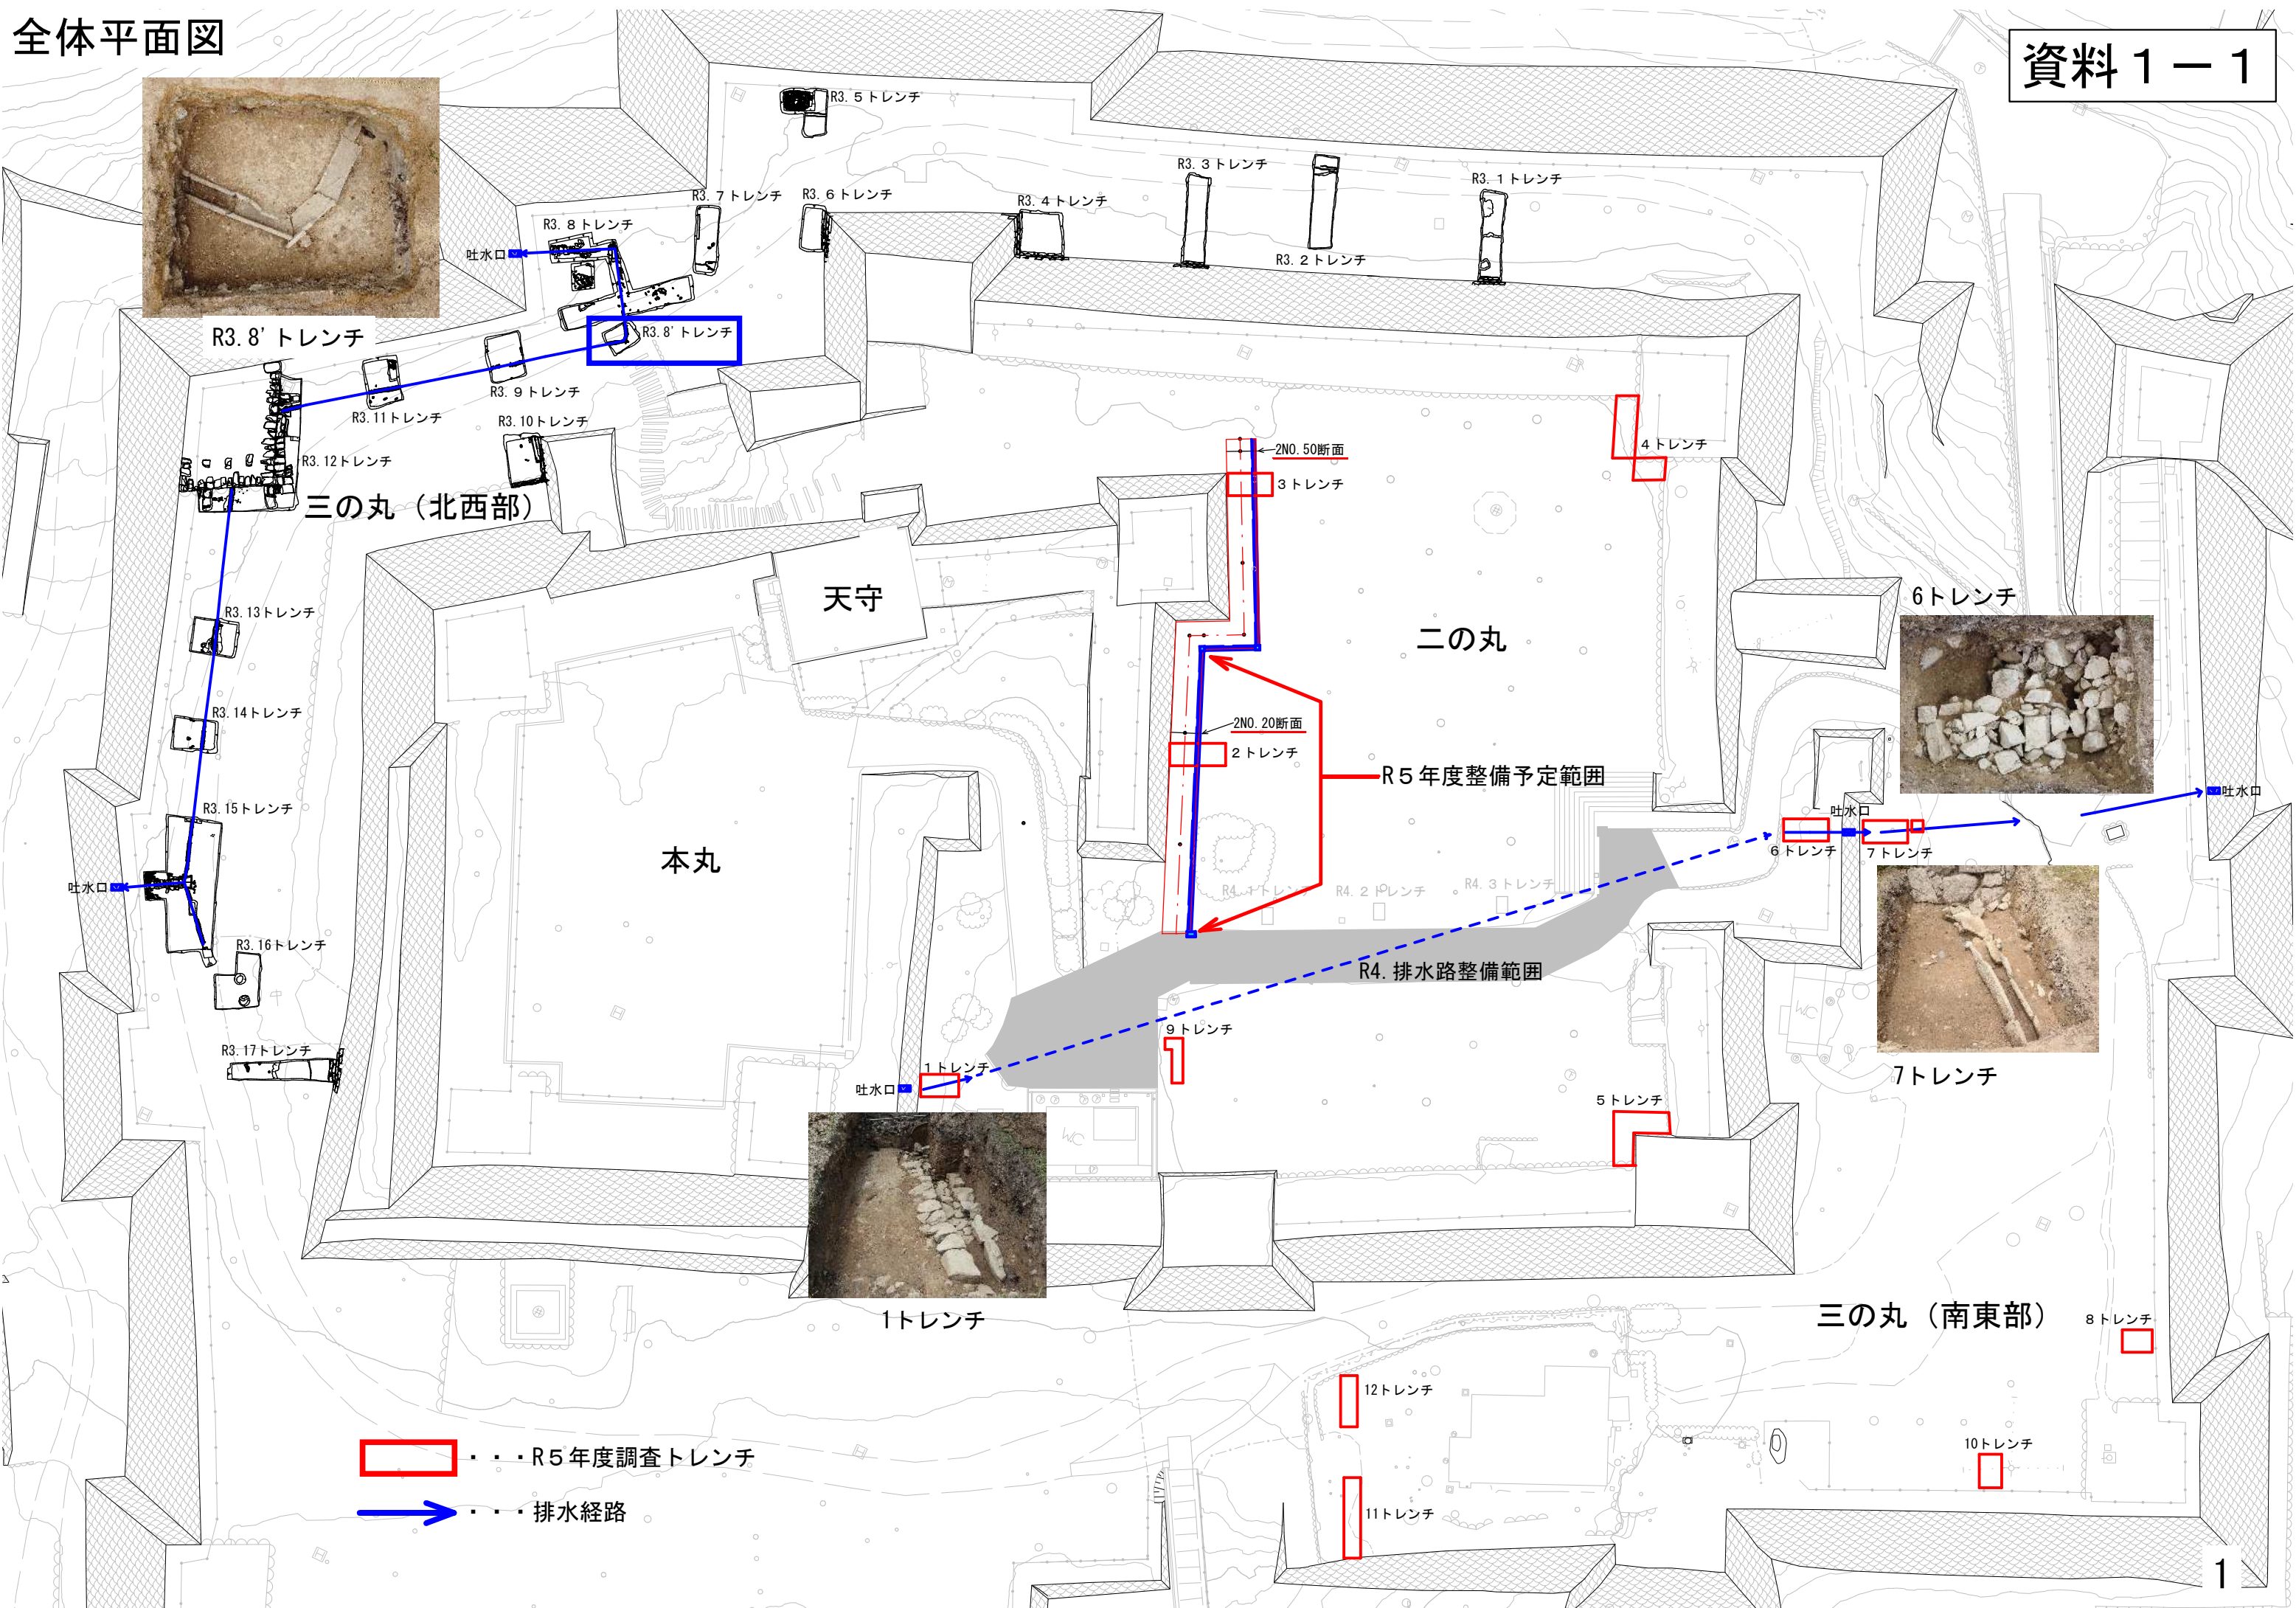 全体平面図
資料１－１
R3.5トレンチ
R3.3トレンチ
R3.1トレンチ
R3.7トレンチ
R3.6トレンチ
R3.4トレンチ
R3.8トレンチ
吐水口
R3.2トレンチ
R3.8'トレンチ
R3.8'トレンチ
R3.9トレンチ
R3.11トレンチ
R3.10トレンチ
R3.12トレンチ
三の丸（北西部）
2NO.50断面
3トレンチ
4トレンチ
天守
二の丸
6トレンチ
R3.13トレンチ
R3.14トレンチ
2NO.20断面
2トレンチ
R５年度整備予定範囲
R3.15トレンチ
吐水口
吐水口
6トレンチ
7トレンチ
本丸
吐水口
R4.1トレンチ
R4.2トレンチ
R4.3トレンチ
R3.16トレンチ
R4.排水路整備範囲
WC
9トレンチ
R3.17トレンチ
1トレンチ
吐水口
7トレンチ
5トレンチ
WC
1トレンチ
三の丸（南東部）
8トレンチ
12トレンチ
10トレンチ
11トレンチ
・・・R５年度調査トレンチ
・・・排水経路
1